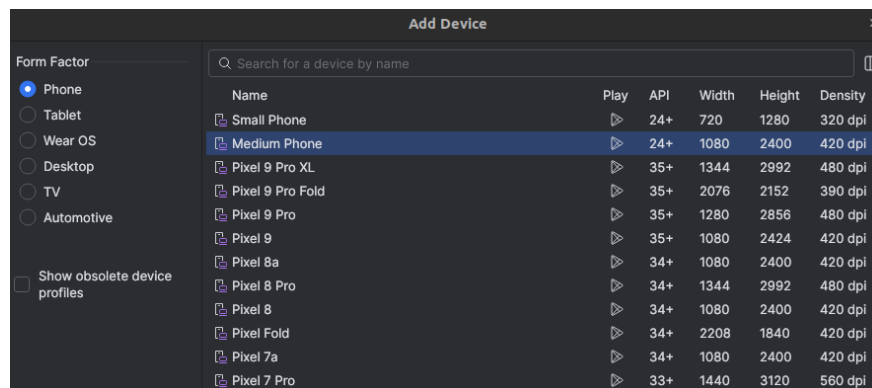 Add Device
Form Factor
Phone
Tablet
Wear OS
Desktop
TV
Automotive
Show obsolete device
profiles
Search for a device by name
Name Play API Width Height Density
Small Phone 24+ 720 1280 320 dpi
Medium Phone 24+ 1080 2400 420 dpi
Pixel 9 Pro XL 35+ 1344 2992 480 dpi
Pixel 9 Pro Fold 35+ 2076 2152 390 dpi
Pixel 9 Pro 35+ 1280 2856 480 dpi
Pixel 9 35+ 1080 2424 420 dpi
Pixel 8a 34+ 1080 2400 420 dpi
Pixel 8 Pro 34+ 1344 2992 480 dpi
Pixel 8 34+ 1080 2400 420 dpi
Pixel Fold 34+ 2208 1840 420 dpi
Pixel 7a 34+ 1080 2400 420 dpi
Pixel 7 Pro 33+ 1440 3120 560 dpi